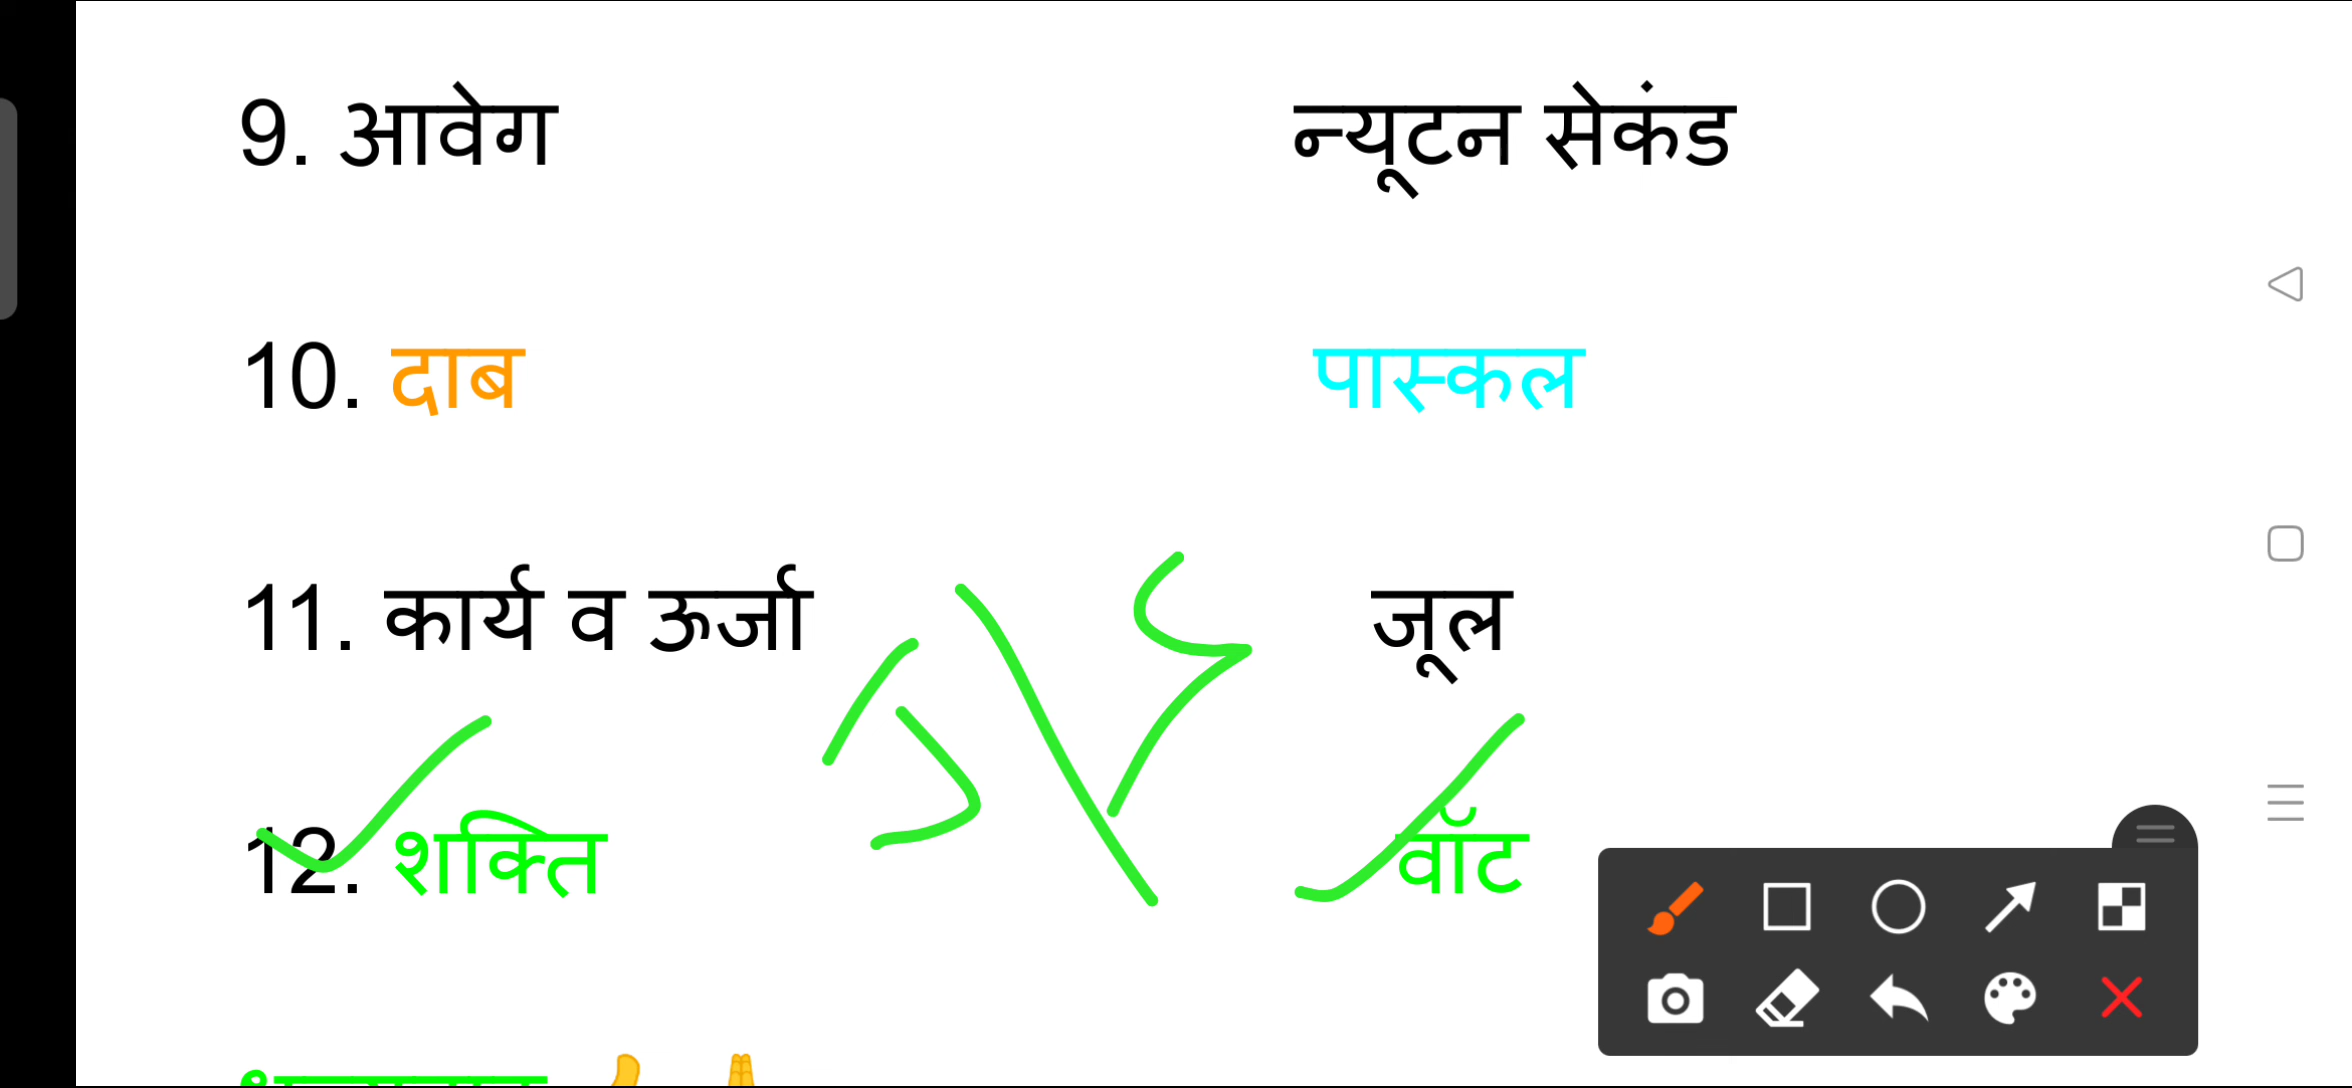 9. आवेग न्यूटन सेकंड
10. दाब पास्कल
11. कार्य व ऊर्जा जूल
12. शक्ति वॉट